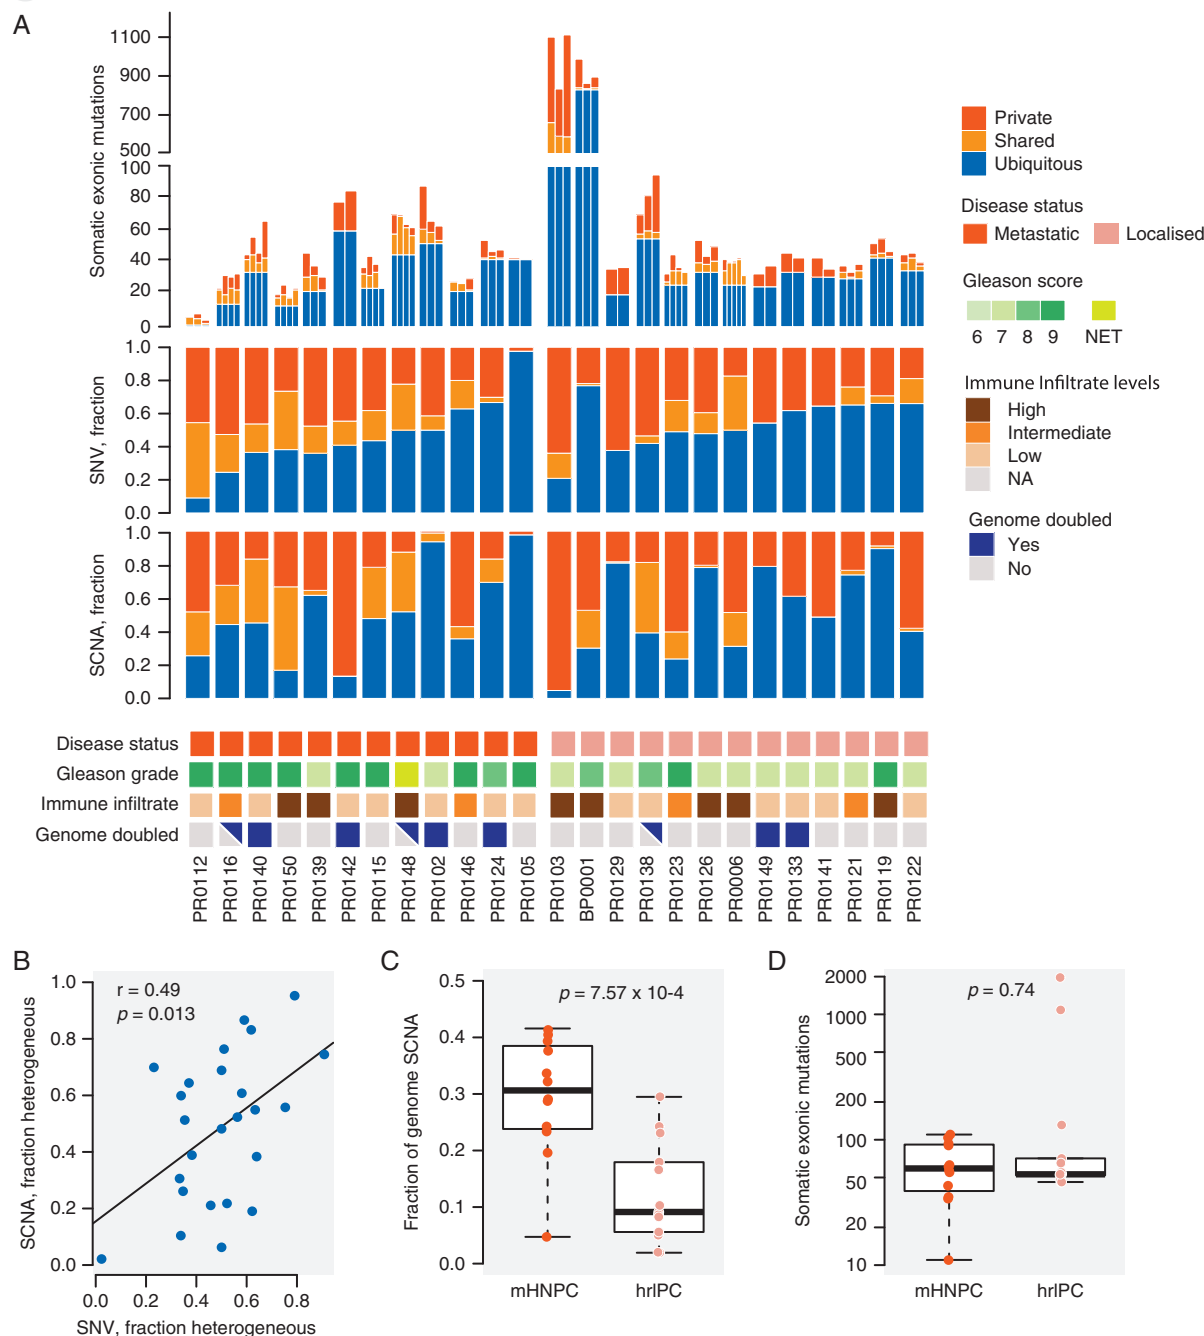 A
Somatic exonic mutations
1100
900
700
500
100
80
60
40
20
0
Private
Shared
Ubiquitous
Disease status
Metastatic
Localised
Gleason score
6 7 8 9 NET
Immune Infiltrate levels
High
Intermediate
Low
NA
Genome doubled
Yes
No
SNV, fraction
1.0
0.8
0.6
0.4
0.2
0.0
SCNA, fraction
1.0
0.8
0.6
0.4
0.2
0.0
Disease status
Gleason grade
Immune infiltrate
Genome doubled
PR0112
PR0116
PR0140
PR0150
PR0139
PR0142
PR0115
PR0148
PR0102
PR0146
PR0124
PR0105
PR0103
BP0001
PR0129
PR0138
PR0123
PR0126
PR0006
PR0149
PR0133
PR0141
PR0121
PR0119
PR0122
B
SCNA, fraction heterogeneous
1.0
0.8
0.6
0.4
0.2
0.0
r = 0.49
p = 0.013
0.0 0.2 0.4 0.6 0.8
SNV, fraction heterogeneous
C
Fraction of genome SCNA
0.5
0.4
0.3
0.2
0.1
0.0
p = 7.57 x 10-4
mHNPC hrlPC
D
Somatic exonic mutations
2000
1000
500
200
100
50
20
10
p = 0.74
mHNPC hrlPC